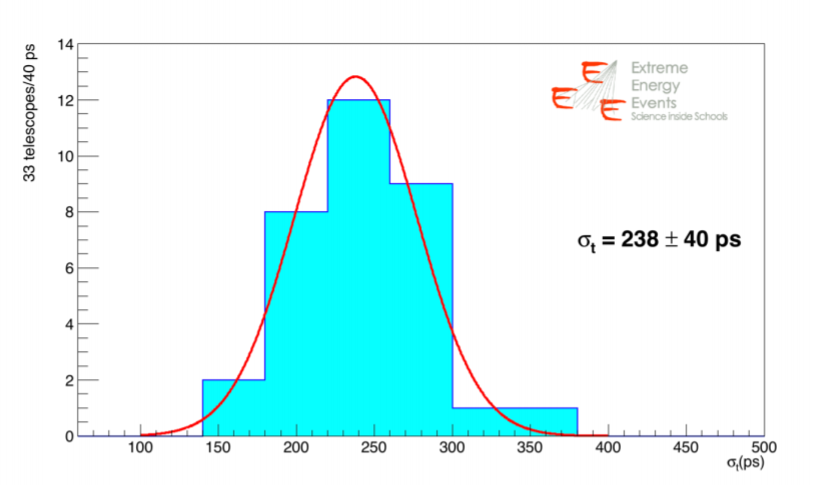 33 telescopes/40 ps
14
12
10
8
6
4
2
0
100 150 200 250 300 350 400 450 500
σt(ps)
E Extreme
E Energy
E Events
Science Inside Schools
σt = 238 ± 40 ps